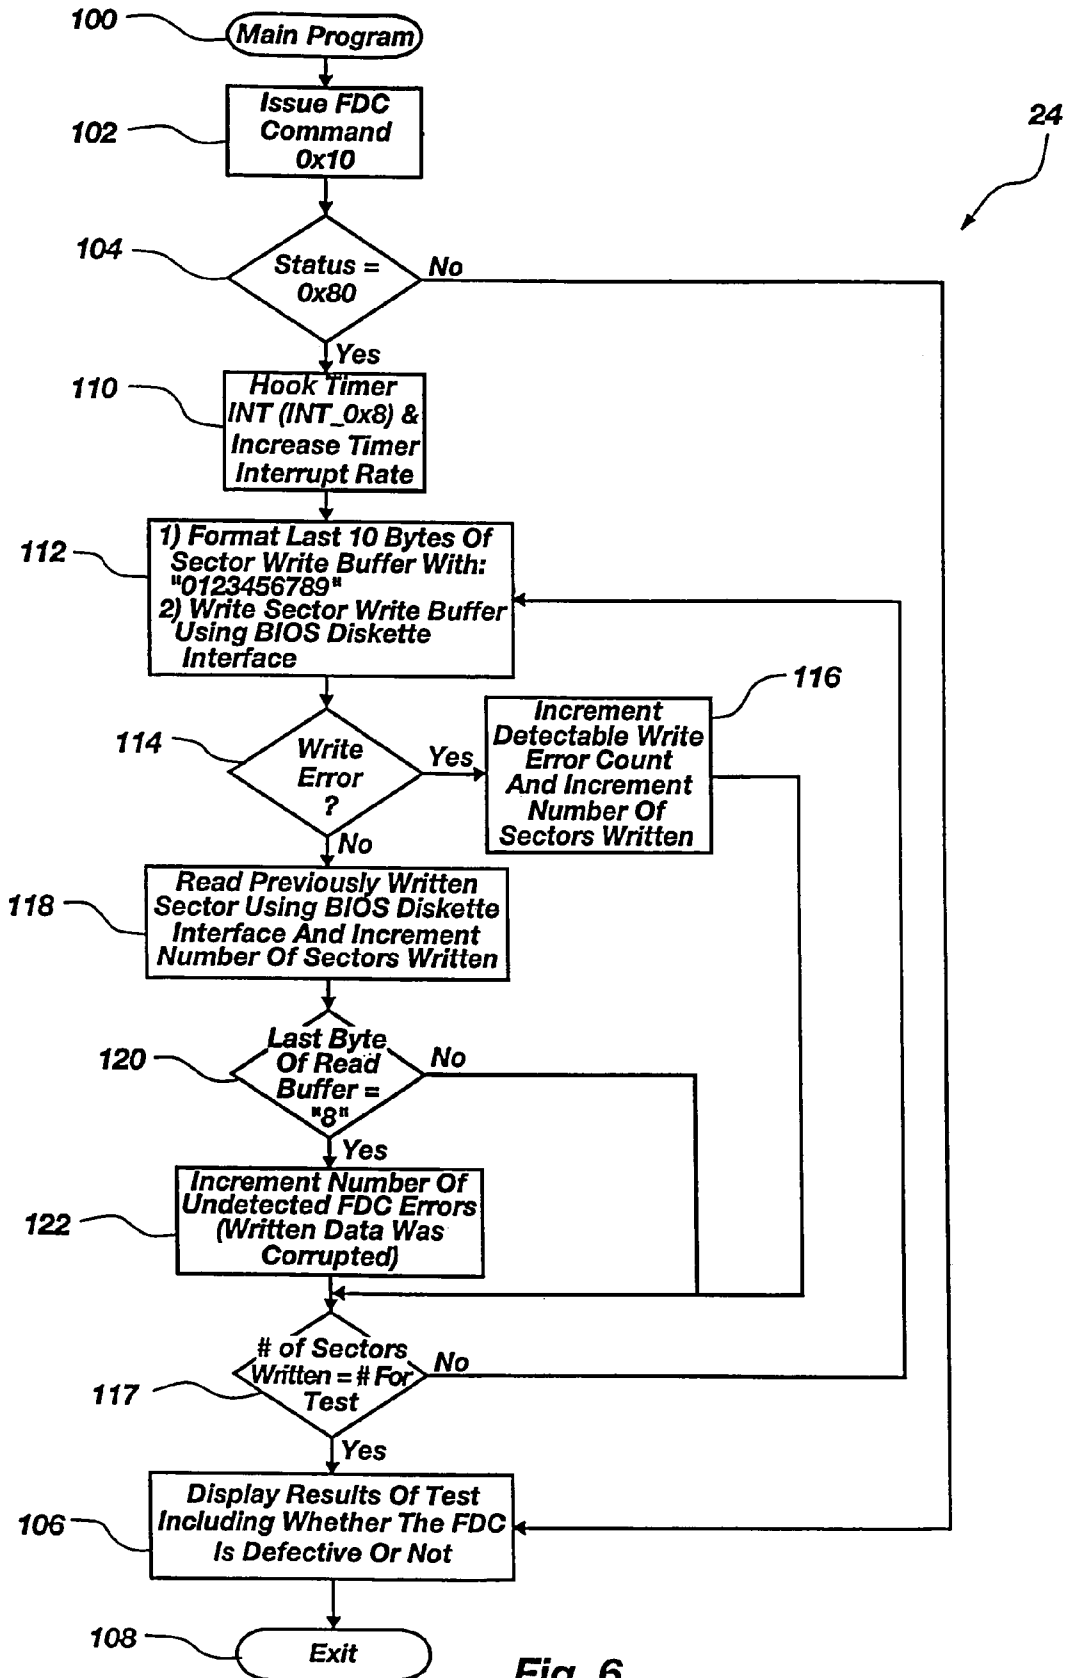 100
Main Program
102
Issue FDC
Command
0x10
24
104
Status =
0x80
No
Yes
110
Hook Timer
INT (INT_0x8) &
Increase Timer
Interrupt Rate
112
1) Format Last 10 Bytes Of
Sector Write Buffer With:
"0123456789"
2) Write Sector Write Buffer
Using BIOS Diskette
Interface
114
Write
Error
?
Yes
No
116
Increment
Detectable Write
Error Count
And Increment
Number Of
Sectors Written
118
Read Previously Written
Sector Using BIOS Diskette
Interface And Increment
Number Of Sectors Written
120
Last Byte
Of Read
Buffer =
"8"
No
Yes
122
Increment Number Of
Undetected FDC Errors
(Written Data Was
Corrupted)
117
# of Sectors
Written = # For
Test
No
Yes
106
Display Results Of Test
Including Whether The FDC
Is Defective Or Not
108
Exit
Fig. 6